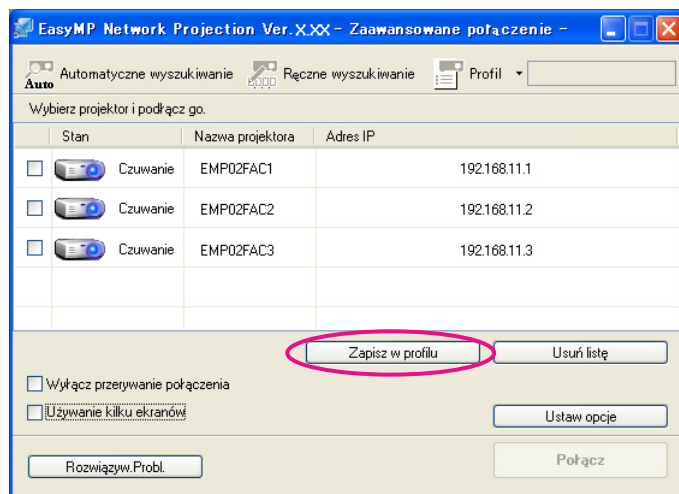 EasyMP Network Projection Ver.X.XX - Zaawansowane połączenie -
Auto Automatyczne wyszukiwanie Ręczne wyszukiwanie Profil
Wybierz projektor i podłącz go.
Stan Nazwa projektora Adres IP
Czuwanie EMP02FAC1 192.168.11.1
Czuwanie EMP02FAC2 192.168.11.2
Czuwanie EMP02FAC3 192.168.11.3
Zapisz w profilu Usuń listę
Wyłącz przerywanie połączenia
Używanie kilku ekranów
Ustaw opcje
Rozwiązyw.Probl. Połącz